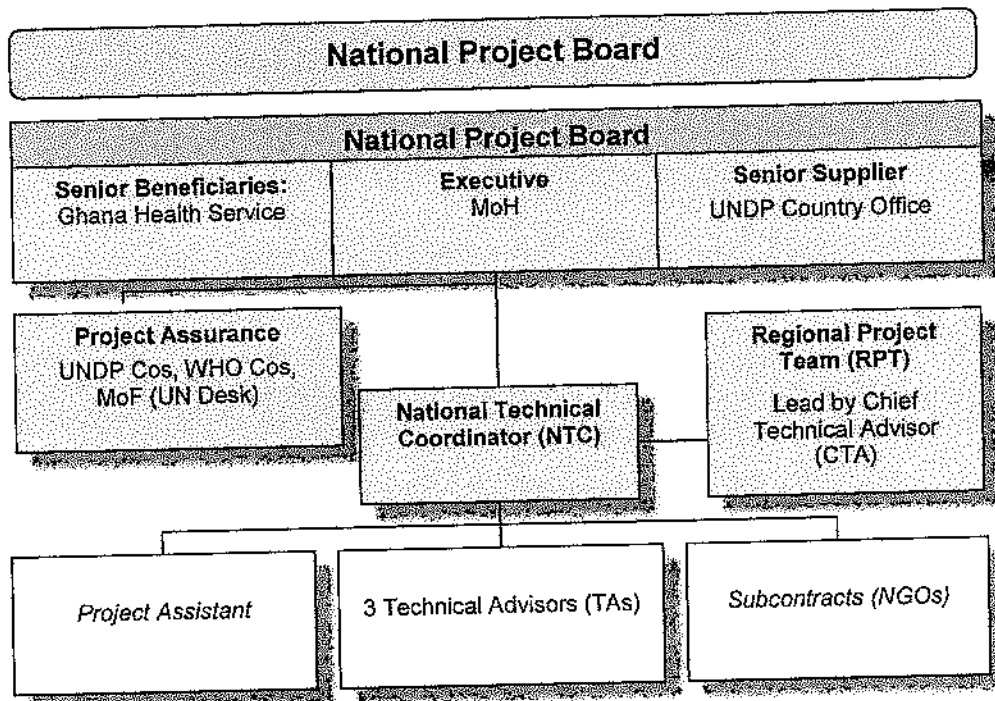 National Project Board
National Project Board
Senior Beneficiaries:
Ghana Health Service
Executive
MoH
Senior Supplier
UNDP Country Office
Project Assurance
UNDP Cos, WHO Cos,
MoF (UN Desk)
National Technical
Coordinator (NTC)
Regional Project
Team (RPT)
Lead by Chief
Technical Advisor
(CTA)
Project Assistant
3 Technical Advisors (TAs)
Subcontracts (NGOs)